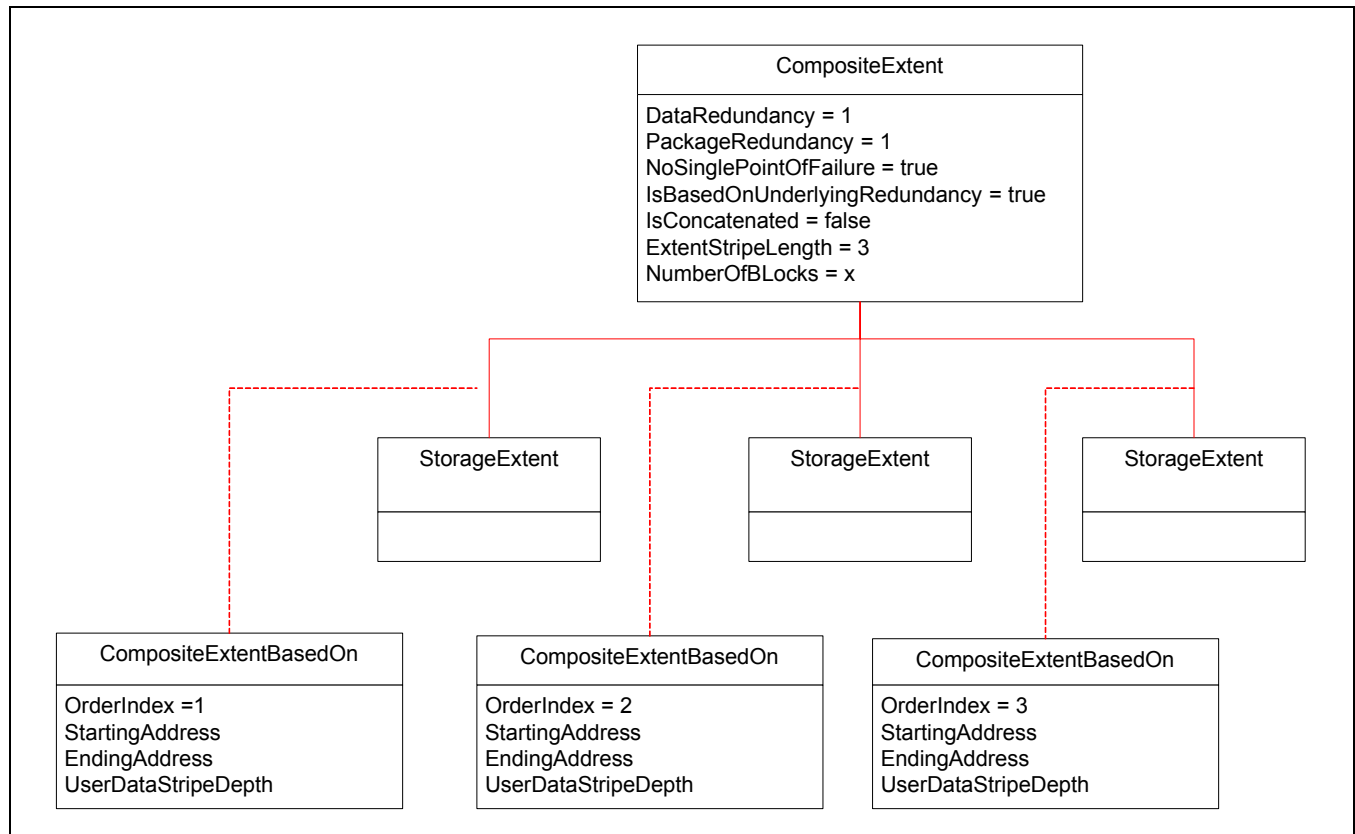 CompositeExtent
DataRedundancy = 1
PackageRedundancy = 1
NoSinglePointOfFailure = true
IsBasedOnUnderlyingRedundancy = true
IsConcatenated = false
ExtentStripeLength = 3
NumberOfBLocks = x
StorageExtent
StorageExtent
StorageExtent
CompositeExtentBasedOn
OrderIndex =1
StartingAddress
EndingAddress
UserDataStripeDepth
CompositeExtentBasedOn
OrderIndex = 2
StartingAddress
EndingAddress
UserDataStripeDepth
CompositeExtentBasedOn
OrderIndex = 3
StartingAddress
EndingAddress
UserDataStripeDepth